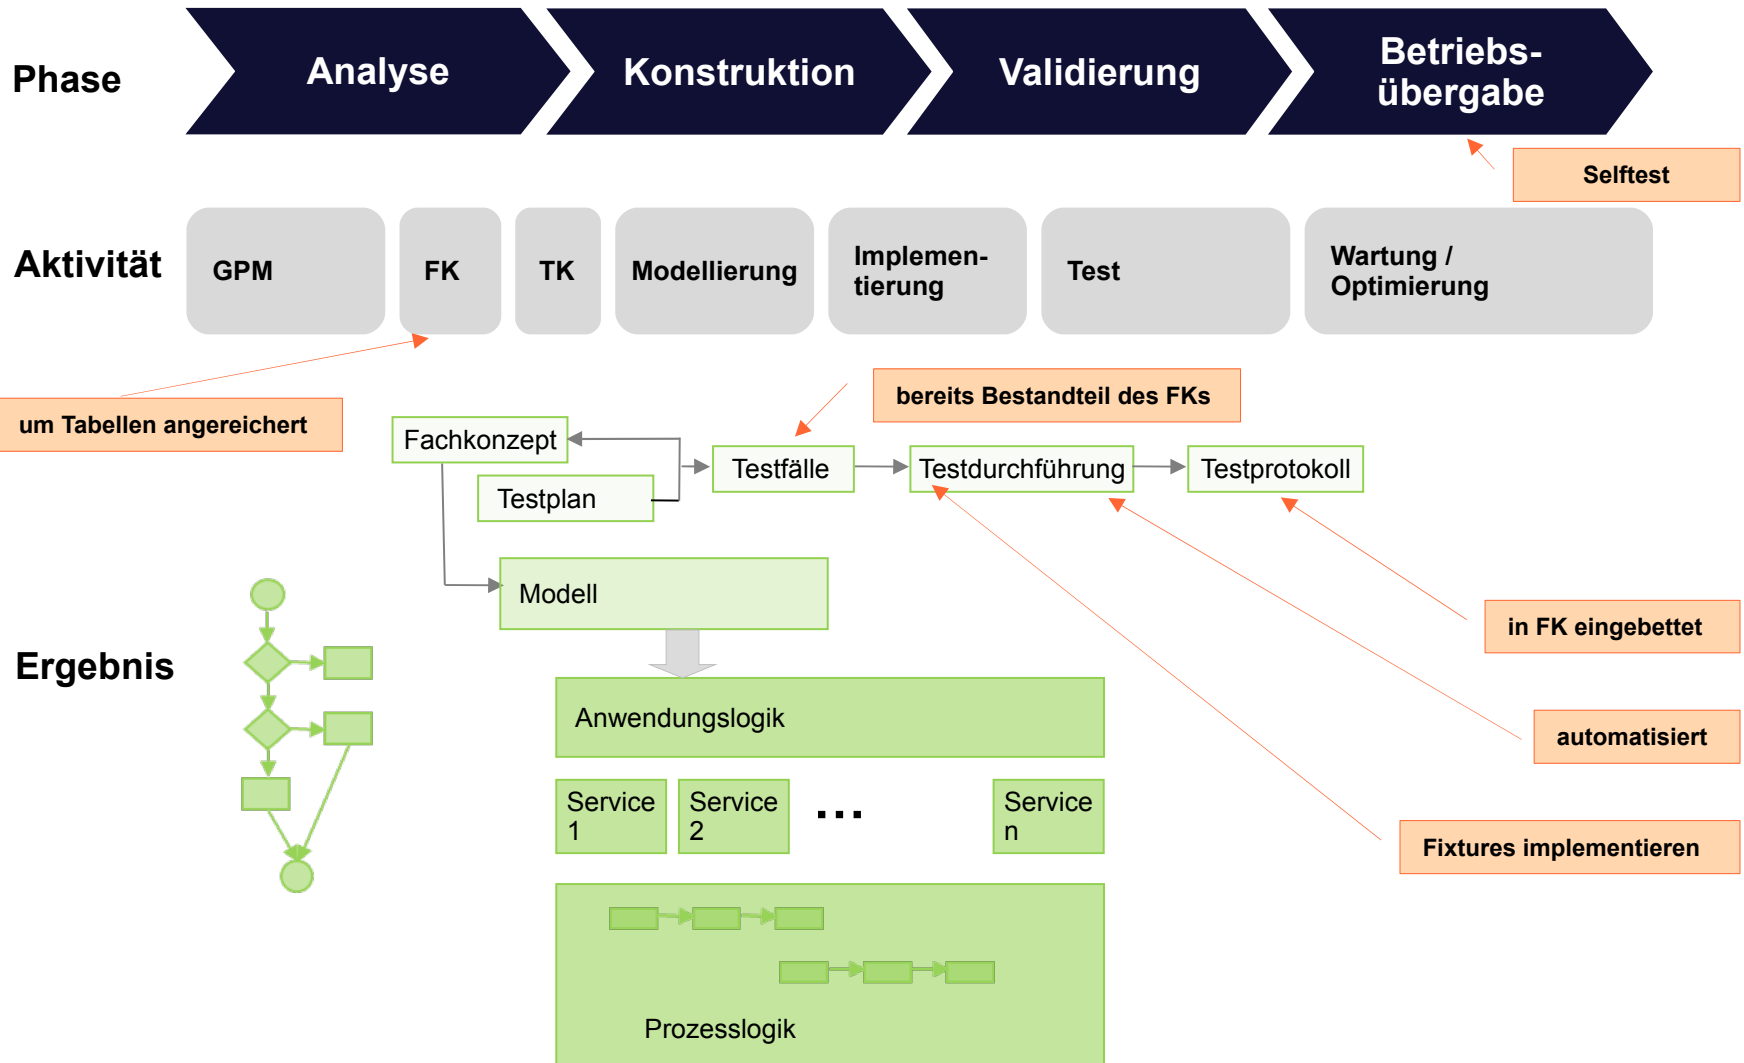 Phase
Analyse
Konstruktion
Validierung
Betriebs-
übergabe
Selftest
Aktivität
GPM
FK
TK
Modellierung
Implemen-
tierung
Test
Wartung /
Optimierung
um Tabellen angereichert
bereits Bestandteil des FKs
Fachkonzept
Testplan
Testfälle
Testdurchführung
Testprotokoll
Modell
in FK eingebettet
Ergebnis
Anwendungslogik
automatisiert
Service
1
Service
2
...
Service
n
Fixtures implementieren
Prozesslogik